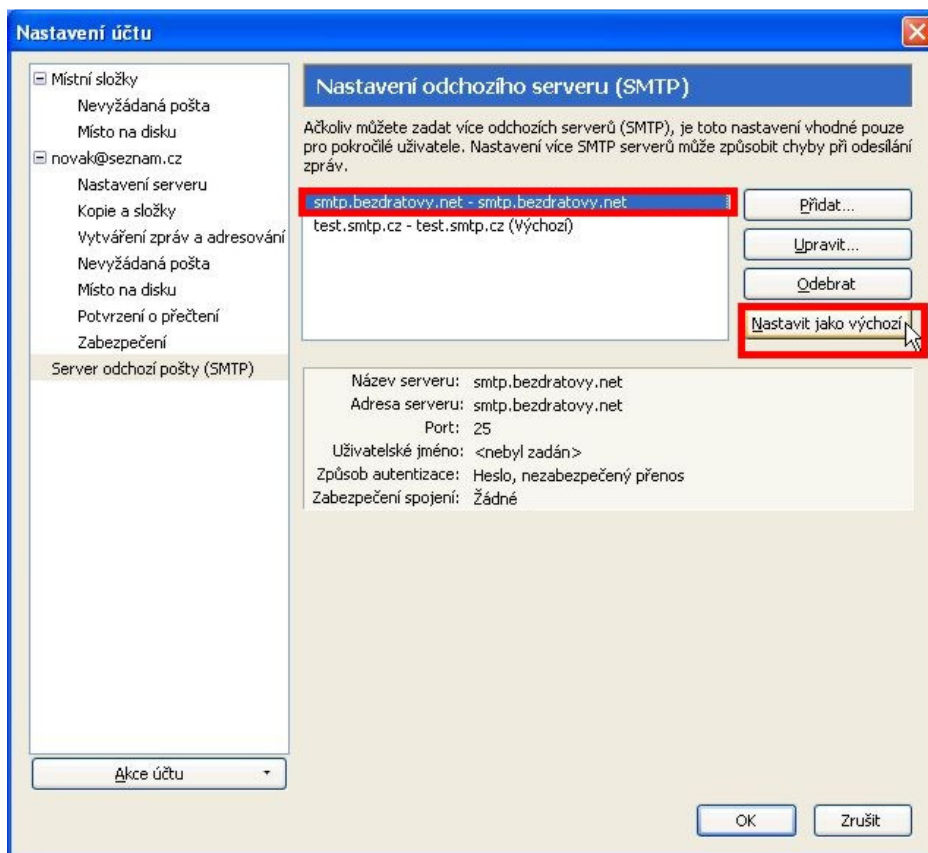 Nastavení účtu
Místní složky
Nevyžádaná pošta
Místo na disku
novak@seznam.cz
Nastavení serveru
Kopie a složky
Vytváření zpráv a adresování
Nevyžádaná pošta
Místo na disku
Potvrzení o přečtení
Zabezpečení
Server odchozí pošty (SMTP)
Akce účtu
Nastavení odchozího serveru (SMTP)
Ačkoliv můžete zadat více odchozích serverů (SMTP), je toto nastavení vhodné pouze
pro pokročilé uživatele. Nastavení více SMTP serverů může způsobit chyby při odesílání
zpráv.
smtp.bezdratovy.net - smtp.bezdratovy.net
test.smtp.cz - test.smtp.cz (Výchozí)
Přidat...
Upravit...
Odebrat
Nastavit jako výchozí
Název serveru: smtp.bezdratovy.net
Adresa serveru: smtp.bezdratovy.net
Port: 25
Uživatelské jméno: <nebyl zadán>
Způsob autentizace: Heslo, nezabezpečený přenos
Zabezpečení spojení: Žádné
OK
Zrušit